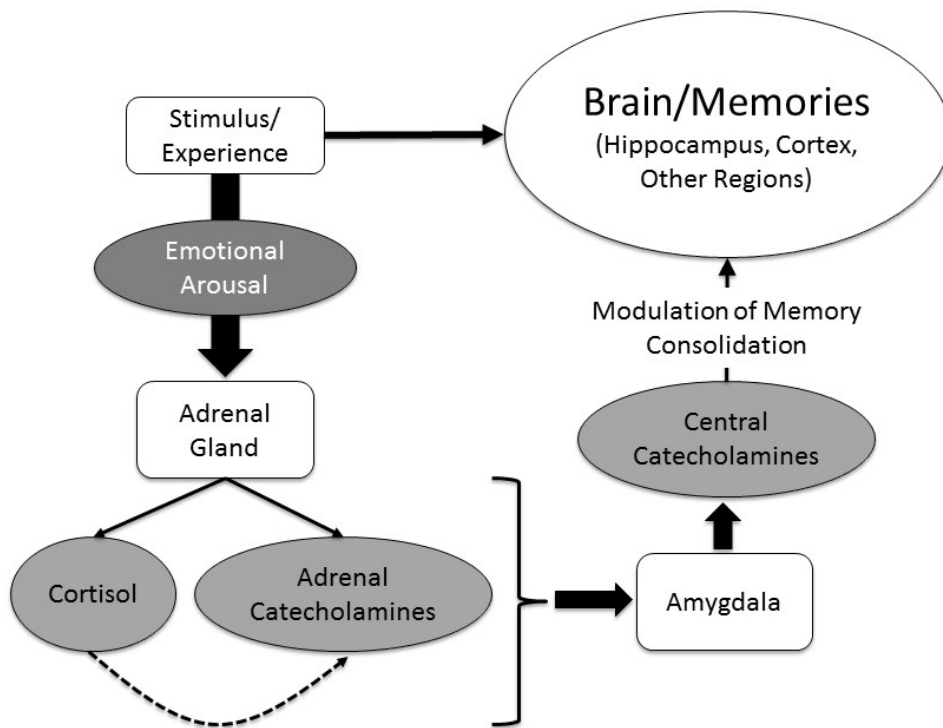 Stimulus/
Experience
Brain/Memories
(Hippocampus, Cortex,
Other Regions)
Emotional
Arousal
Modulation of Memory
Consolidation
Adrenal
Gland
Central
Catecholamines
Cortisol
Adrenal
Catecholamines
Amygdala